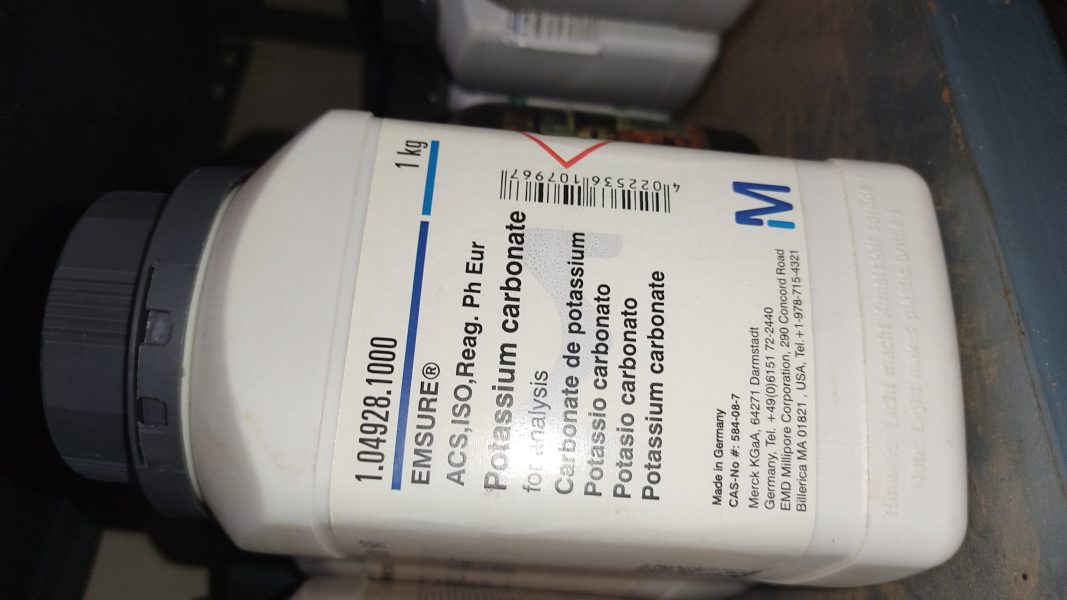 1.04928.1000
1 kg
EMSURE®
ACS,ISO,Reag. Ph Eur
Potassium carbonate
for analysis
Carbonate de potassium
Potassio carbonato
Potasio carbonato
Potassium carbonate
4 022536 107967
Made in Germany
CAS-No #: 584-08-7
Merck KGaA, 64271 Darmstadt
Germany, Tel. +49(0)6151 72-2440
EMD Millipore Corporation, 290 Concord Road
Billerica MA 01821 , USA, Tel.+1-978-715-4321
M